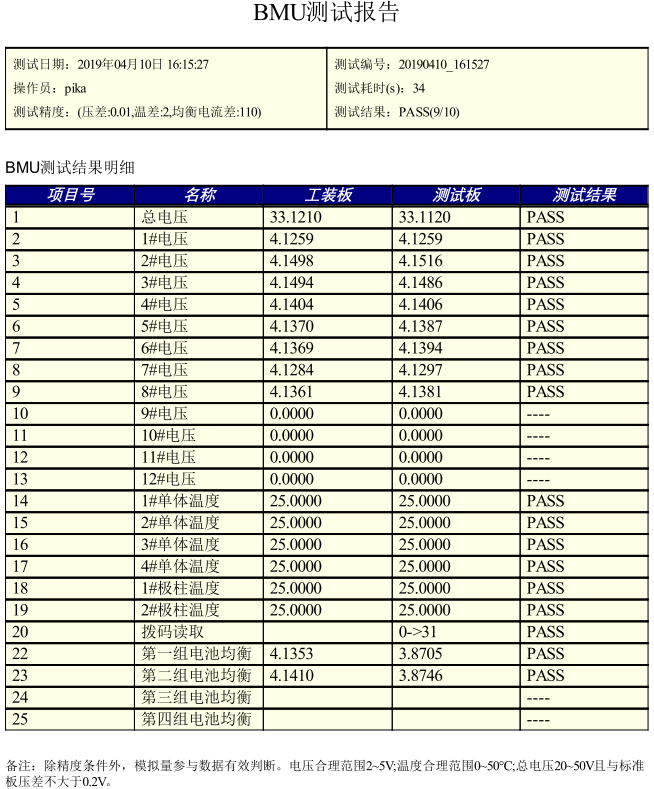 BMU测试报告
测试日期：2019年04月10日 16:15:27 测试编号：20190410_161527
操作员：pika 测试耗时(s)：34
测试精度：(压差:0.01,温差:2,均衡电流差:110) 测试结果：PASS(9/10)
BMU测试结果明细
项目号 名称 工装板 测试板 测试结果
1 总电压 33.1210 33.1120 PASS
2 1#电压 4.1259 4.1259 PASS
3 2#电压 4.1498 4.1516 PASS
4 3#电压 4.1494 4.1486 PASS
5 4#电压 4.1404 4.1406 PASS
6 5#电压 4.1370 4.1387 PASS
7 6#电压 4.1369 4.1394 PASS
8 7#电压 4.1284 4.1297 PASS
9 8#电压 4.1361 4.1381 PASS
10 9#电压 0.0000 0.0000 ----
11 10#电压 0.0000 0.0000 ----
12 11#电压 0.0000 0.0000 ----
13 12#电压 0.0000 0.0000 ----
14 1#单体温度 25.0000 25.0000 PASS
15 2#单体温度 25.0000 25.0000 PASS
16 3#单体温度 25.0000 25.0000 PASS
17 4#单体温度 25.0000 25.0000 PASS
18 1#极柱温度 25.0000 25.0000 PASS
19 2#极柱温度 25.0000 25.0000 PASS
20 拨码读取 0->31 PASS
22 第一组电池均衡 4.1353 3.8705 PASS
23 第二组电池均衡 4.1410 3.8746 PASS
24 第三组电池均衡 ----
25 第四组电池均衡 ----
备注：除精度条件外，模拟量参与数据有效判断。电压合理范围2~5V;温度合理范围0~50°C;总电压20~50V且与标准
板压差不大于0.2V。